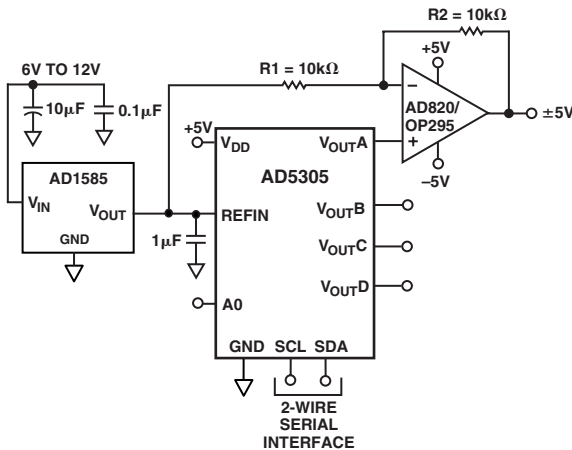 R2 = 10kΩ
6V TO 12V
R1 = 10kΩ
+5V
10µF
0.1µF
–
AD820/
OP295
±5V
+5V
VDD
VOUTA
+
–5V
AD1585
AD5305
VIN
VOUT
REFIN
VOUTB
GND
1µF
VOUTC
A0
VOUTD
GND
SCL
SDA
2-WIRE
SERIAL
INTERFACE